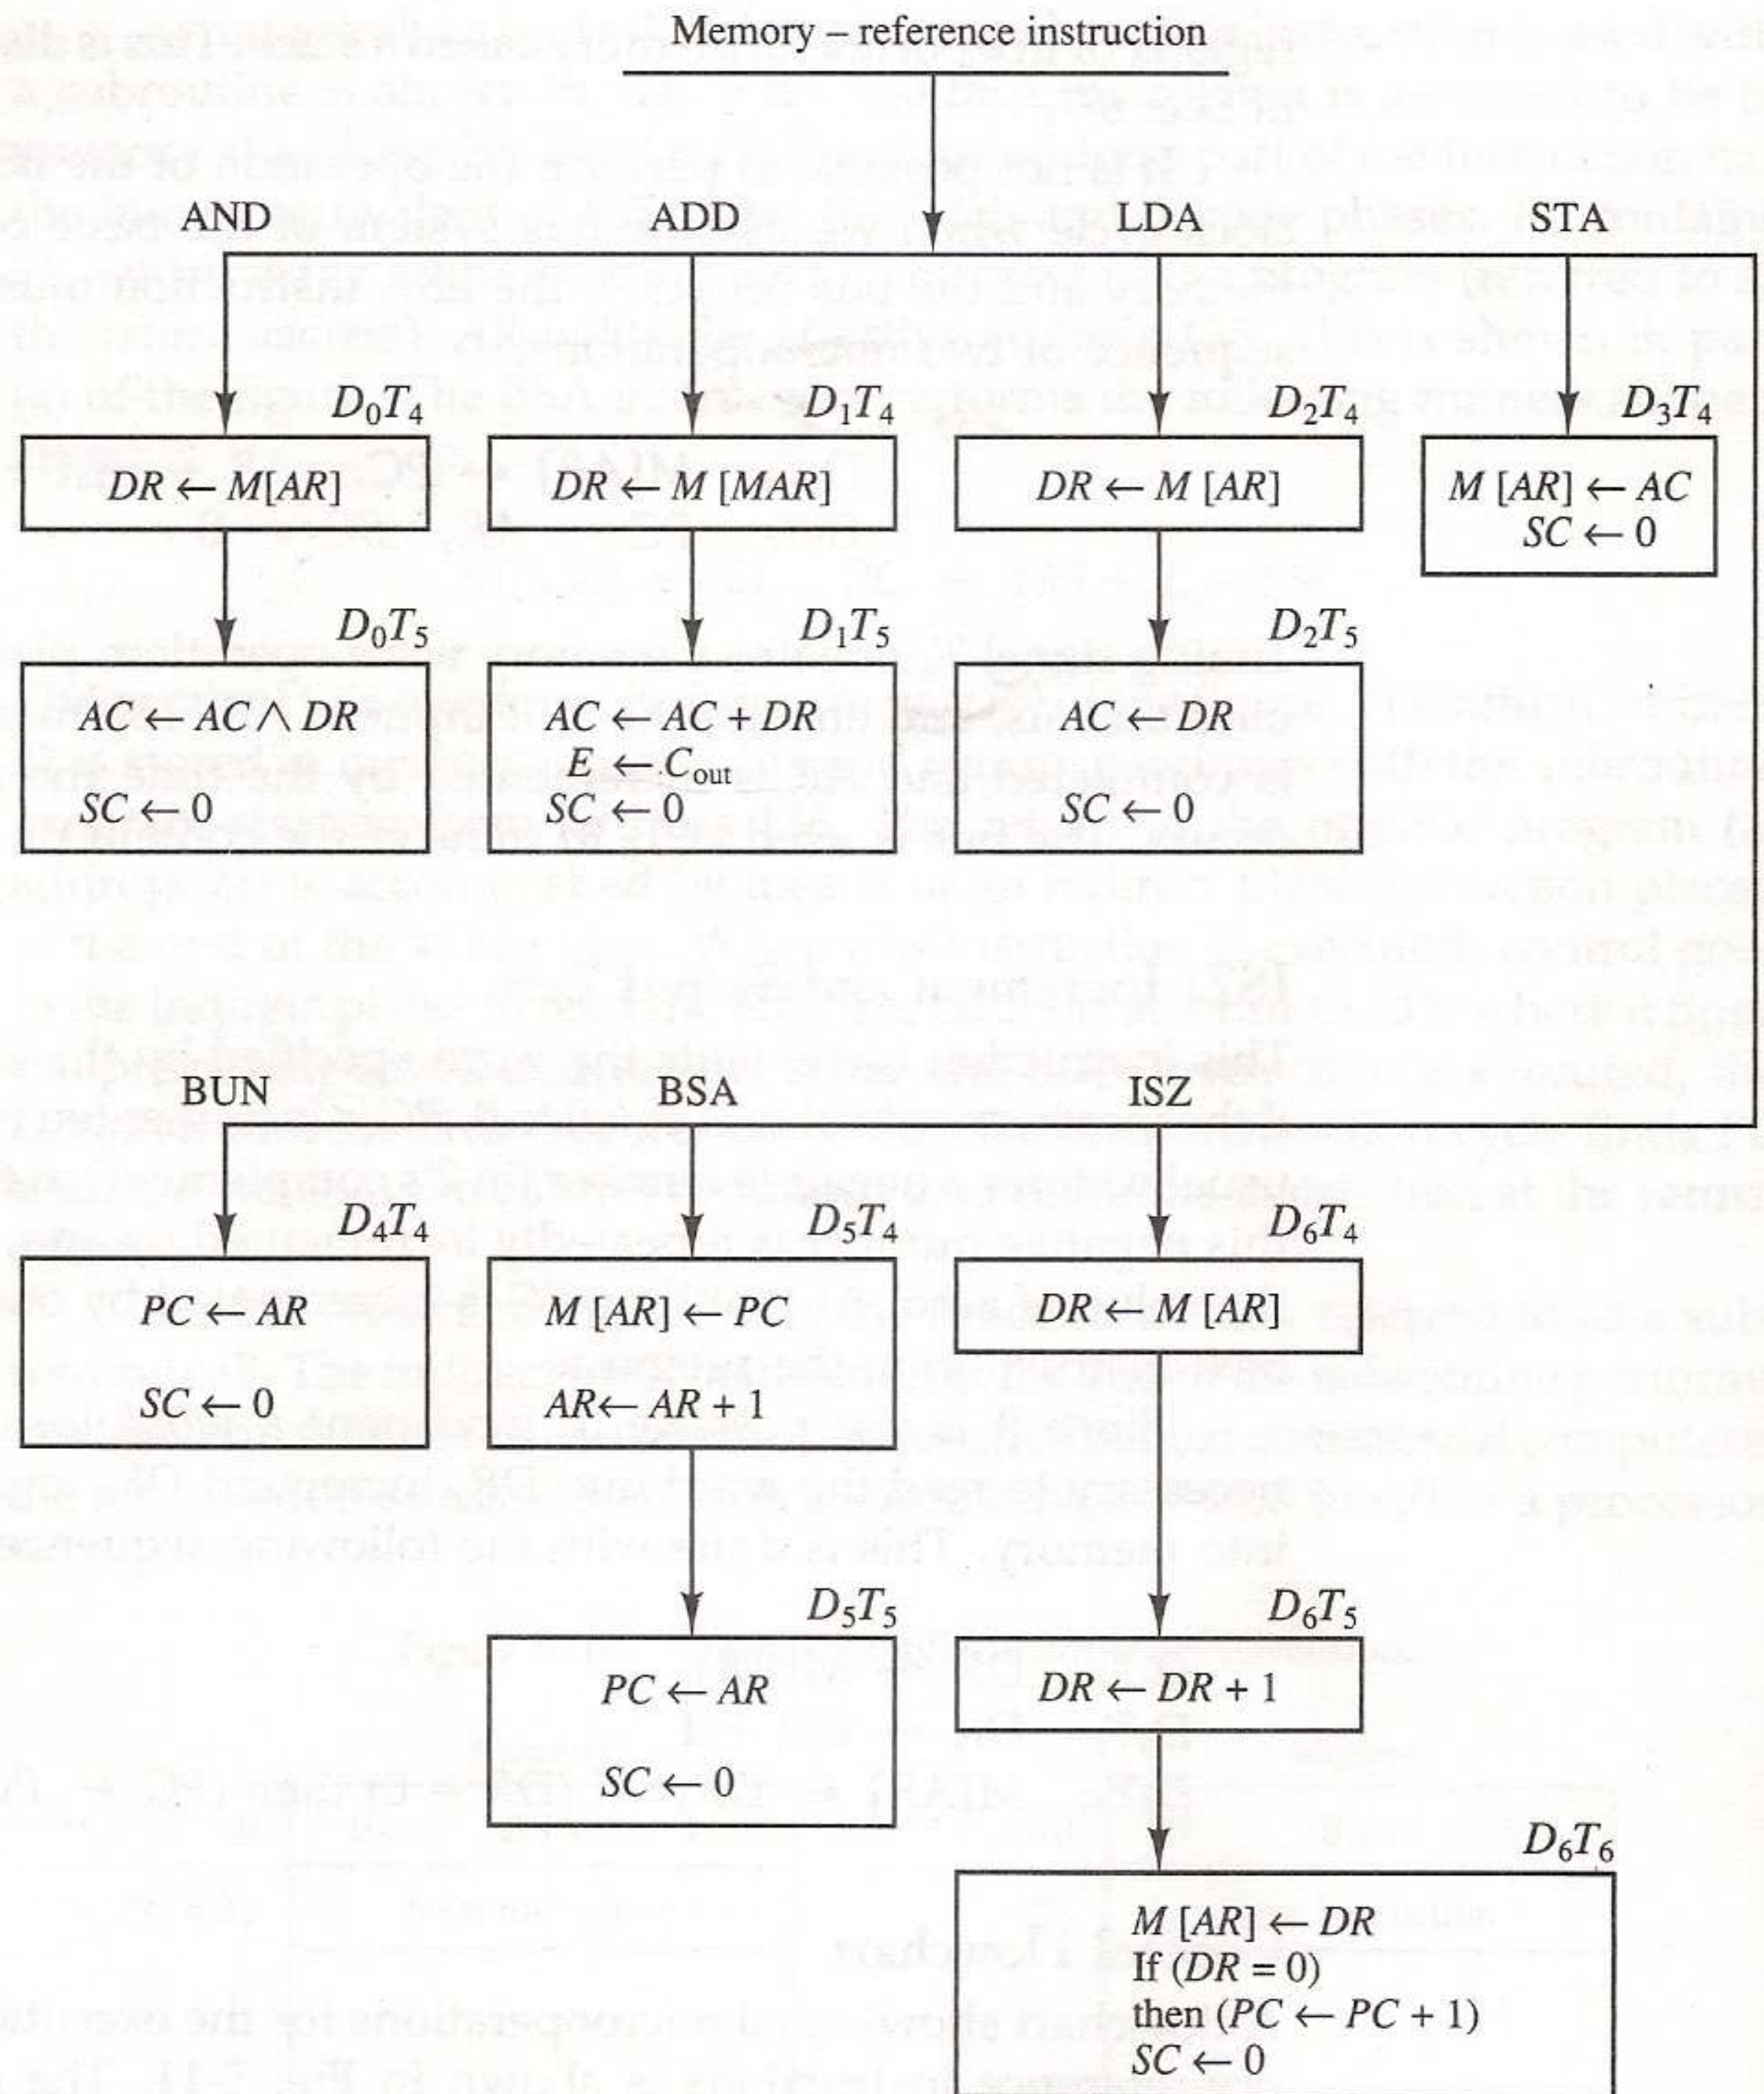 Memory – reference instruction
AND ADD LDA STA
D₀T₄ D₁T₄ D₂T₄ D₃T₄
DR ← M[AR]
DR ← M [MAR]
DR ← M [AR]
M [AR] ← AC
SC ← 0
D₀T₅ D₁T₅ D₂T₅
AC ← AC ∧ DR
SC ← 0
AC ← AC + DR
E ← C_out
SC ← 0
AC ← DR
SC ← 0
BUN BSA ISZ
D₄T₄ D₅T₄ D₆T₄
PC ← AR
SC ← 0
M [AR] ← PC
AR ← AR + 1
DR ← M [AR]
D₅T₅ D₆T₅
PC ← AR
SC ← 0
DR ← DR + 1
D₆T₆
M [AR] ← DR
If (DR = 0)
then (PC ← PC + 1)
SC ← 0